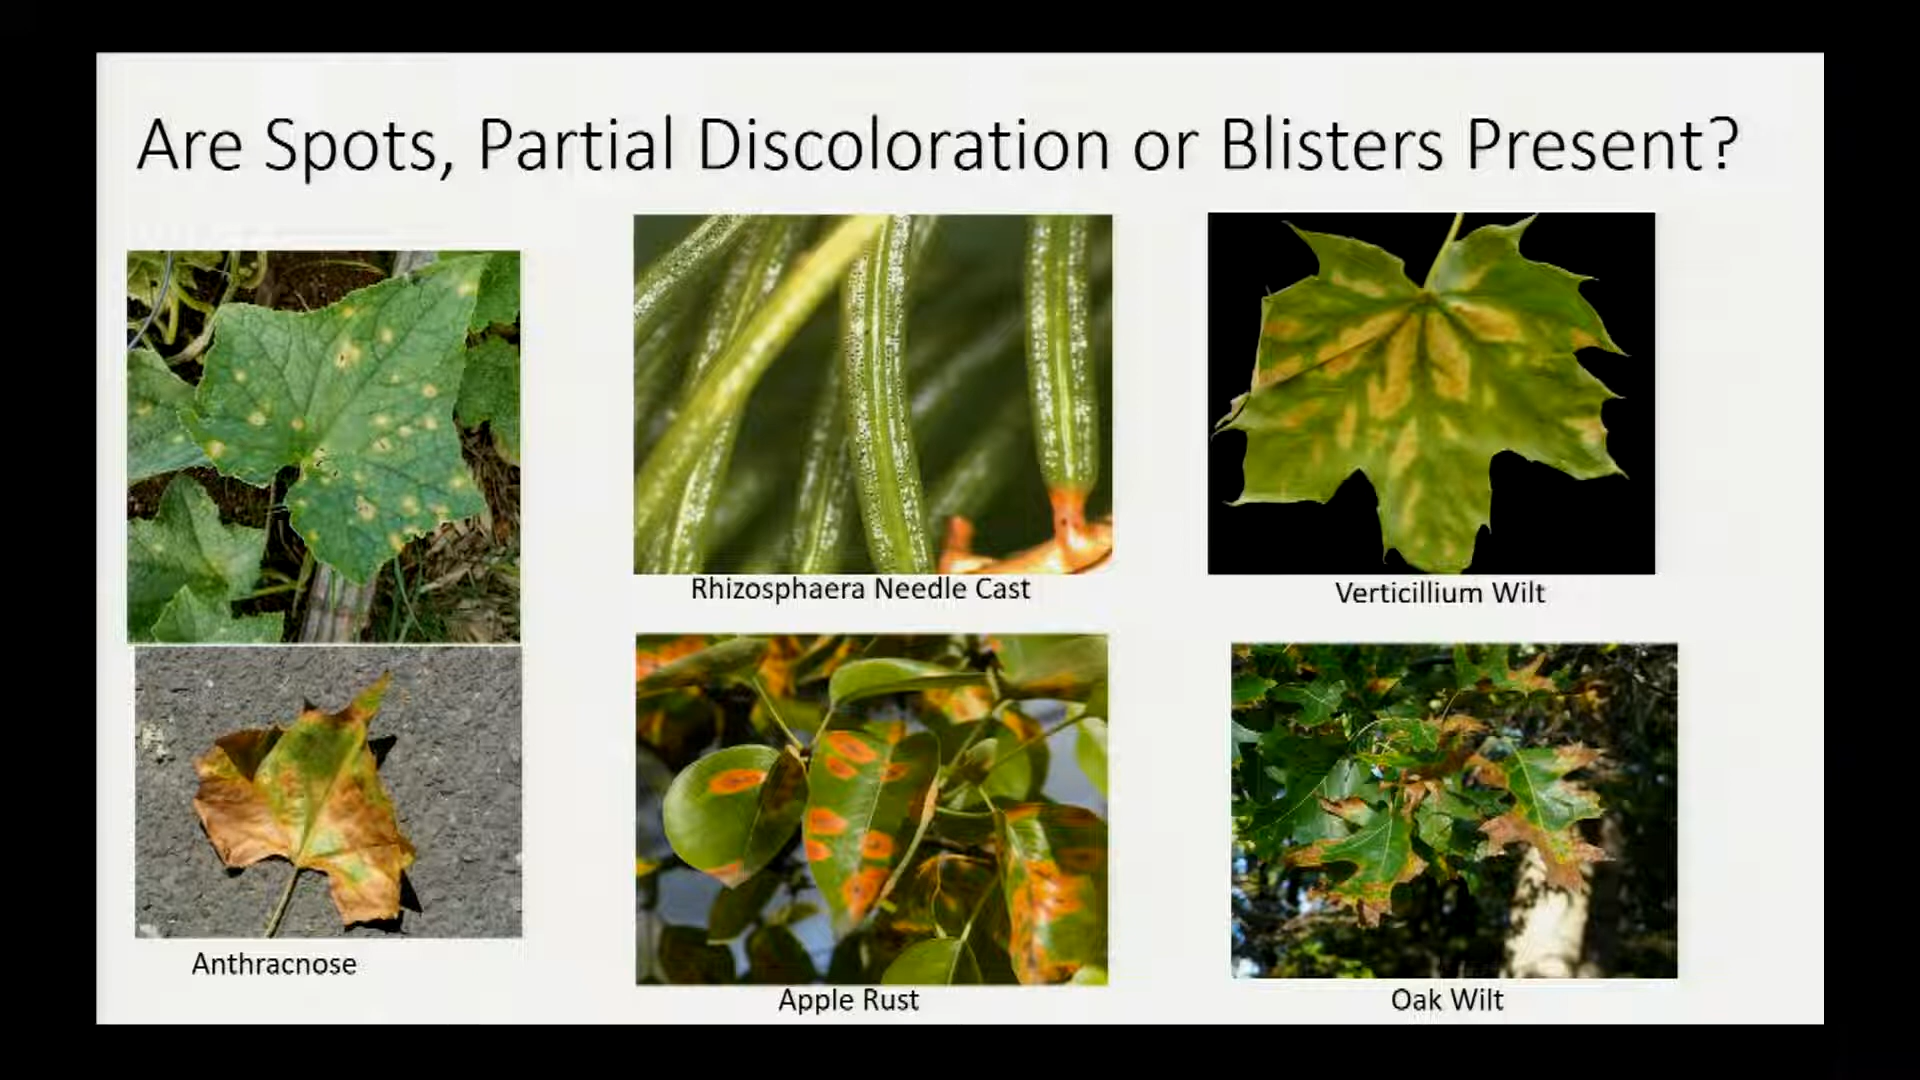 Are Spots, Partial Discoloration or Blisters Present?
Rhizosphaera Needle Cast
Verticillium Wilt
Anthracnose
Apple Rust
Oak Wilt